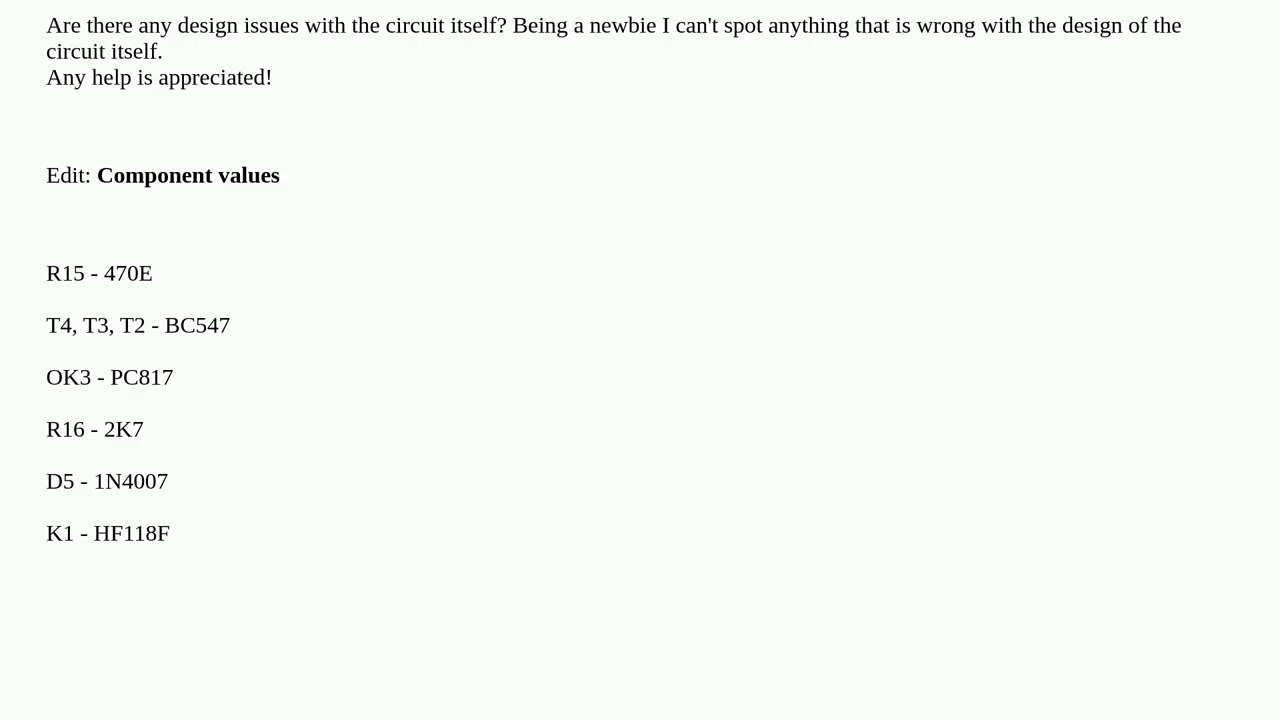 Are there any design issues with the circuit itself? Being a newbie I can't spot anything that is wrong with the design of the
circuit itself.
Any help is appreciated!
Edit: Component values
R15 - 470E
T4, T3, T2 - BC547
OK3 - PC817
R16 - 2K7
D5 - 1N4007
K1 - HF118F